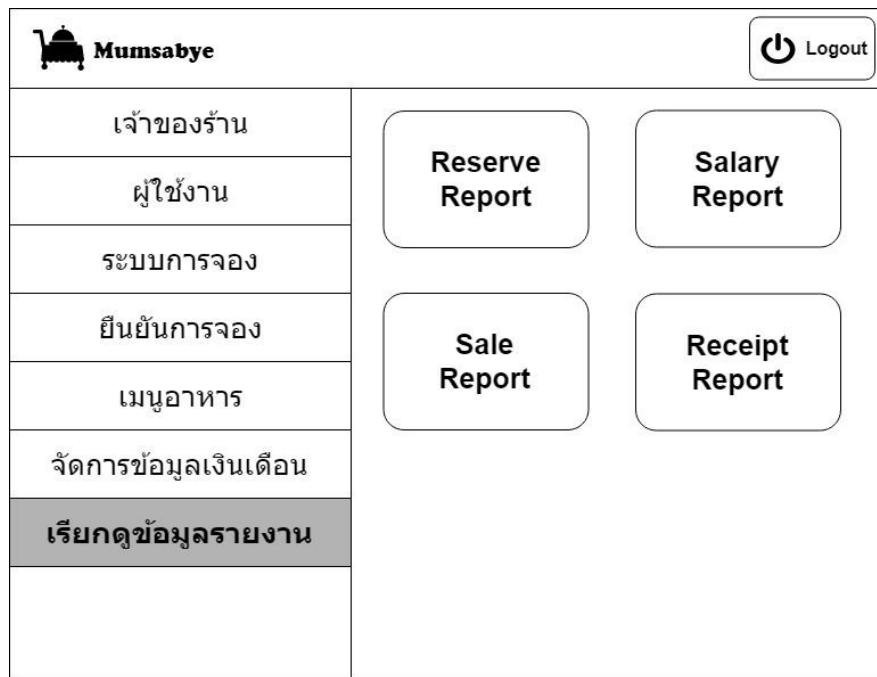 Mumsabye
Logout
เจ้าของร้าน
ผู้ใช้งาน
ระบบการจอง
ยืนยันการจอง
เมนูอาหาร
จัดการข้อมูลเงินเดือน
เรียกดูข้อมูลรายงาน
Reserve
Report
Salary
Report
Sale
Report
Receipt
Report